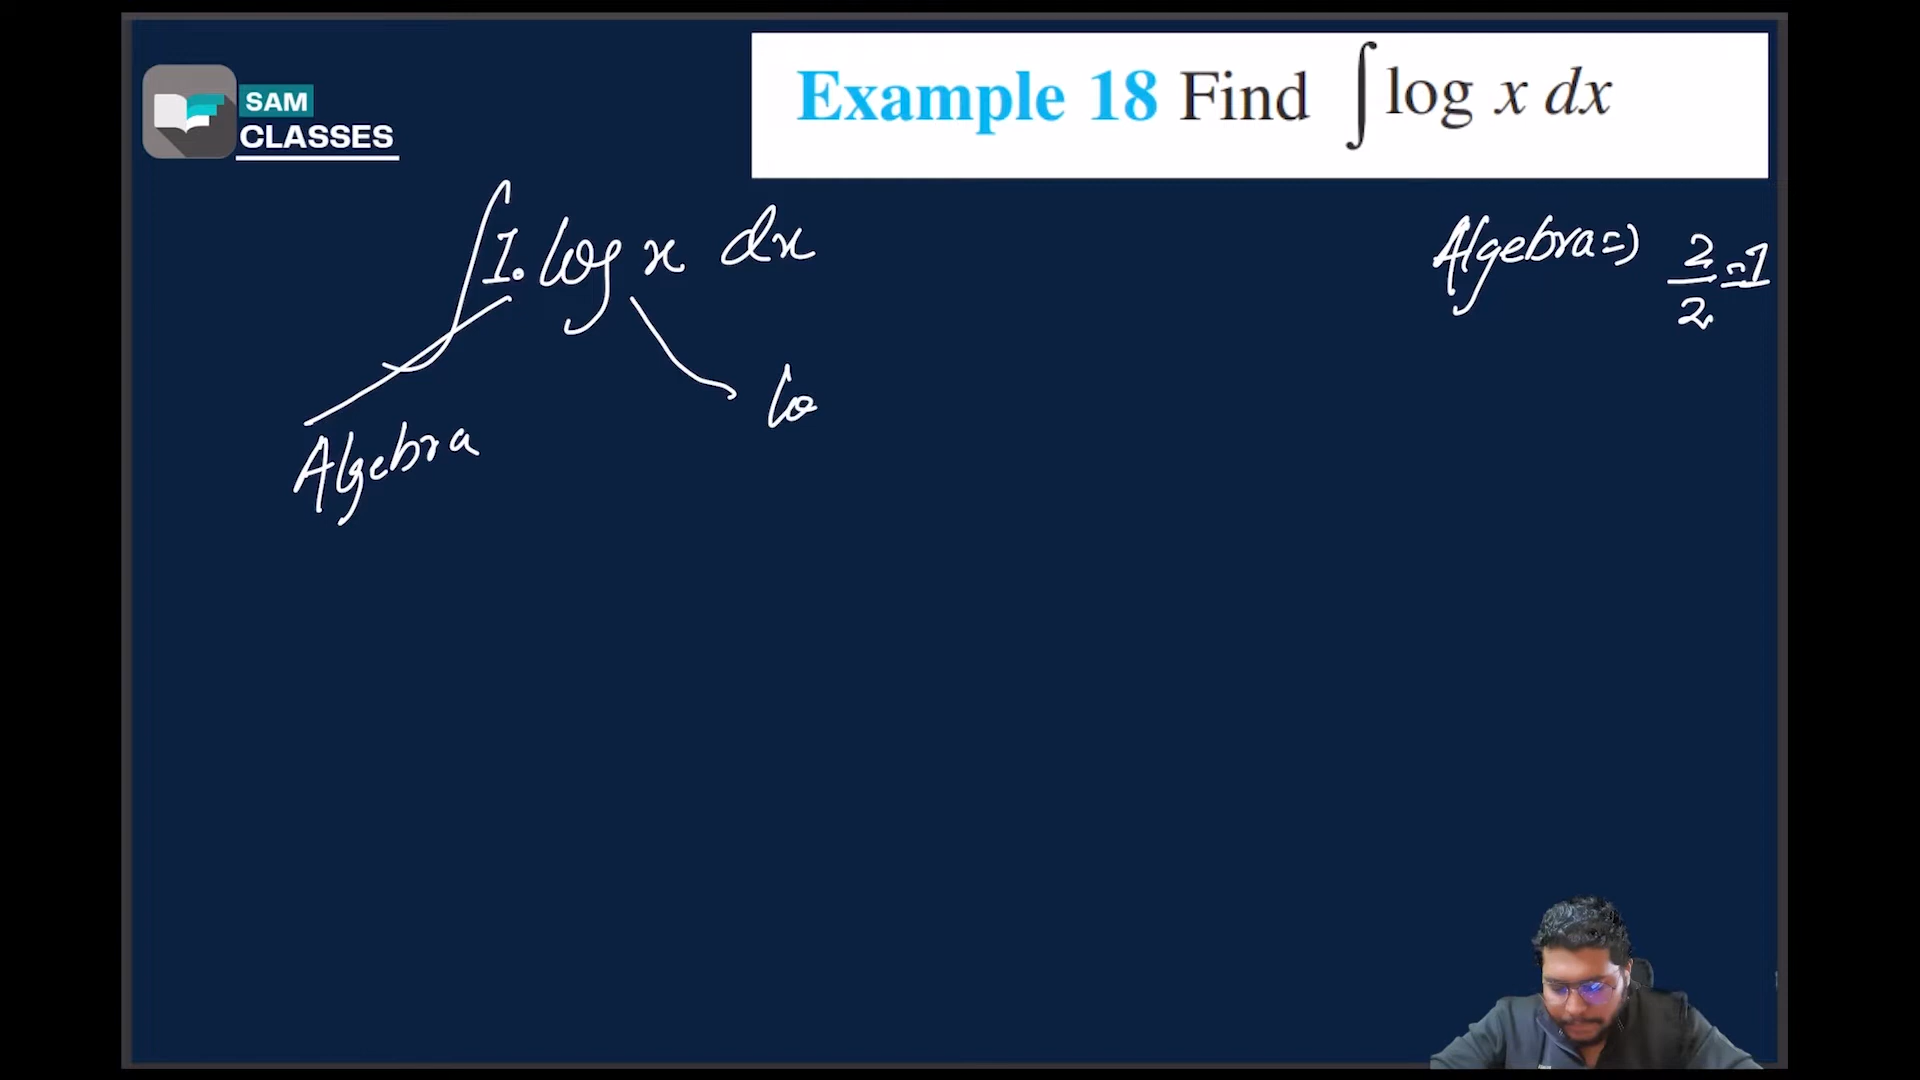 SAM
CLASSES
Example 18 Find ∫ log x dx
∫1. log x dx
Algebra ⇒ 2/2 = 1
lo
Algebra